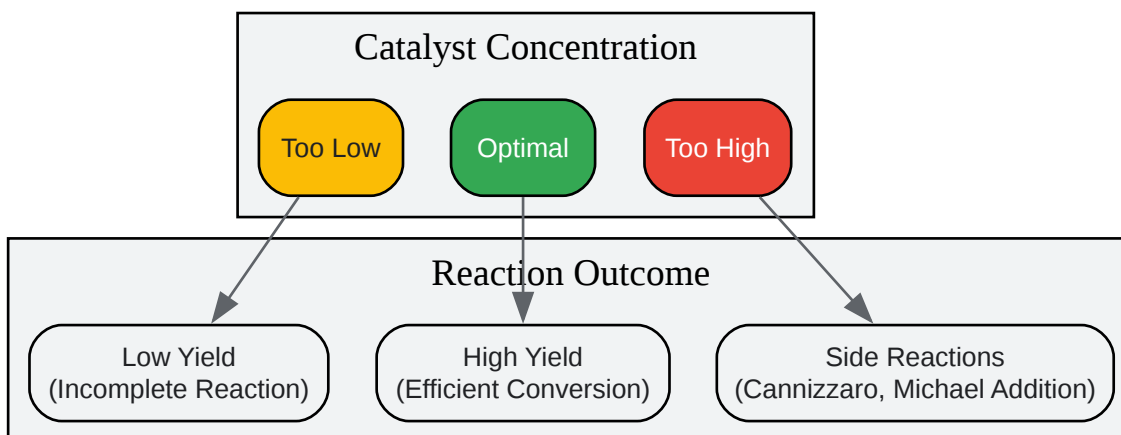 Catalyst Concentration
Too Low
Optimal
Too High
Reaction Outcome
Low Yield
(Incomplete Reaction)
High Yield
(Efficient Conversion)
Side Reactions
(Cannizzaro, Michael Addition)